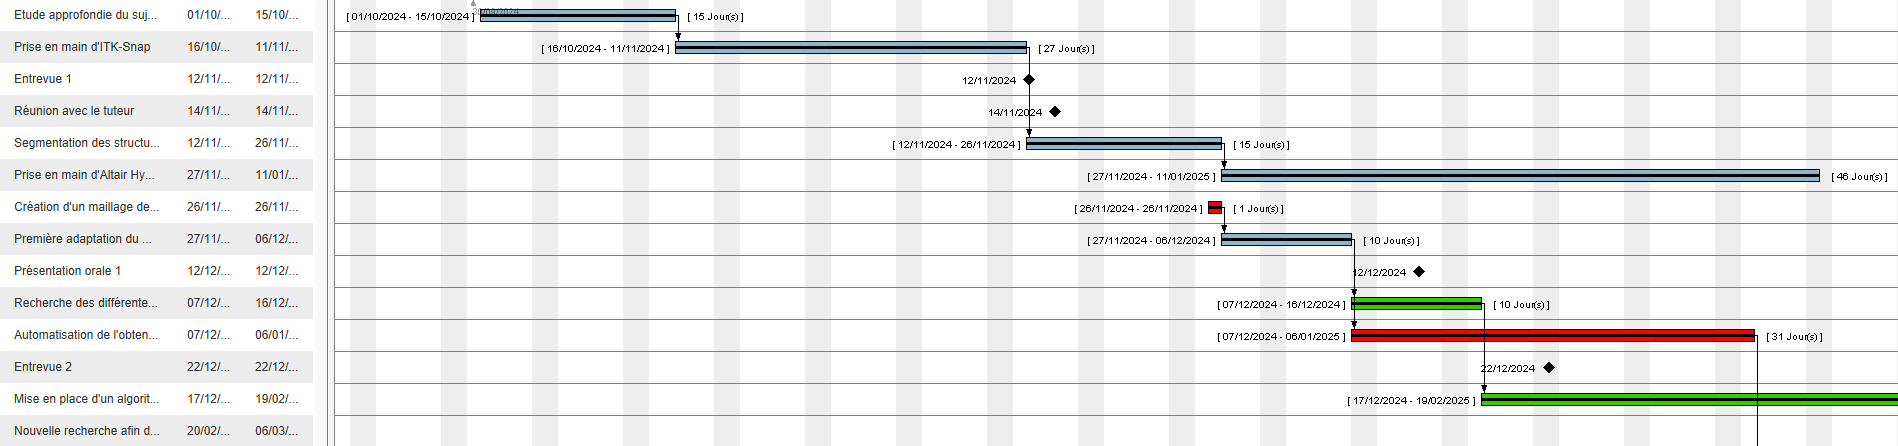 30/09/2024
Etude approfondie du suj... 01/10/... 15/10/... [ 01/10/2024 - 15/10/2024 ] [ 15 Jour(s) ]
Prise en main d'ITK-Snap 16/10/... 11/11/... [ 16/10/2024 - 11/11/2024 ] [ 27 Jour(s) ]
Entrevue 1 12/11/... 12/11/... 12/11/2024
Réunion avec le tuteur 14/11/... 14/11/... 14/11/2024
Segmentation des structu... 12/11/... 26/11/... [ 12/11/2024 - 26/11/2024 ] [ 15 Jour(s) ]
Prise en main d'Altair Hy... 27/11/... 11/01/... [ 27/11/2024 - 11/01/2025 ] [ 46 Jour(s) ]
Création d'un maillage de... 26/11/... 26/11/... [ 26/11/2024 - 26/11/2024 ] [ 1 Jour(s) ]
Première adaptation du ... 27/11/... 06/12/... [ 27/11/2024 - 06/12/2024 ] [ 10 Jour(s) ]
Présentation orale 1 12/12/... 12/12/... 12/12/2024
Recherche des différente... 07/12/... 16/12/... [ 07/12/2024 - 16/12/2024 ] [ 10 Jour(s) ]
Automatisation de l'obten... 07/12/... 06/01/... [ 07/12/2024 - 06/01/2025 ] [ 31 Jour(s) ]
Entrevue 2 22/12/... 22/12/... 22/12/2024
Mise en place d'un algorit... 17/12/... 19/02/... [ 17/12/2024 - 19/02/2025 ]
Nouvelle recherche afin d... 20/02/... 06/03/...